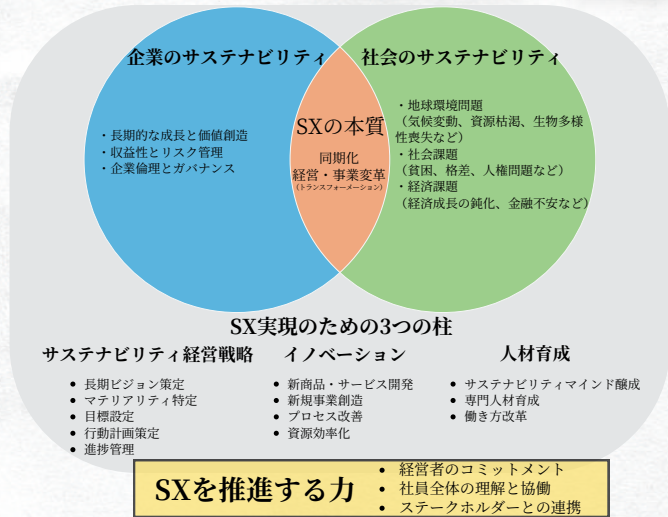 企業のサステナビリティ
社会のサステナビリティ
・長期的な成長と価値創造
・収益性とリスク管理
・企業倫理とガバナンス
SXの本質
同期化
経営・事業変革
(トランスフォーメーション)
・地球環境問題
（気候変動、資源枯渇、生物多様
性喪失など）
・社会課題
（貧困、格差、人権問題など）
・経済課題
（経済成長の鈍化、金融不安など）
SX実現のための3つの柱
サステナビリティ経営戦略
• 長期ビジョン策定
• マテリアリティ特定
• 目標設定
• 行動計画策定
• 進捗管理
イノベーション
• 新商品・サービス開発
• 新規事業創造
• プロセス改善
• 資源効率化
人材育成
• サステナビリティマインド醸成
• 専門人材育成
• 働き方改革
SXを推進する力
• 経営者のコミットメント
• 社員全体の理解と協働
• ステークホルダーとの連携